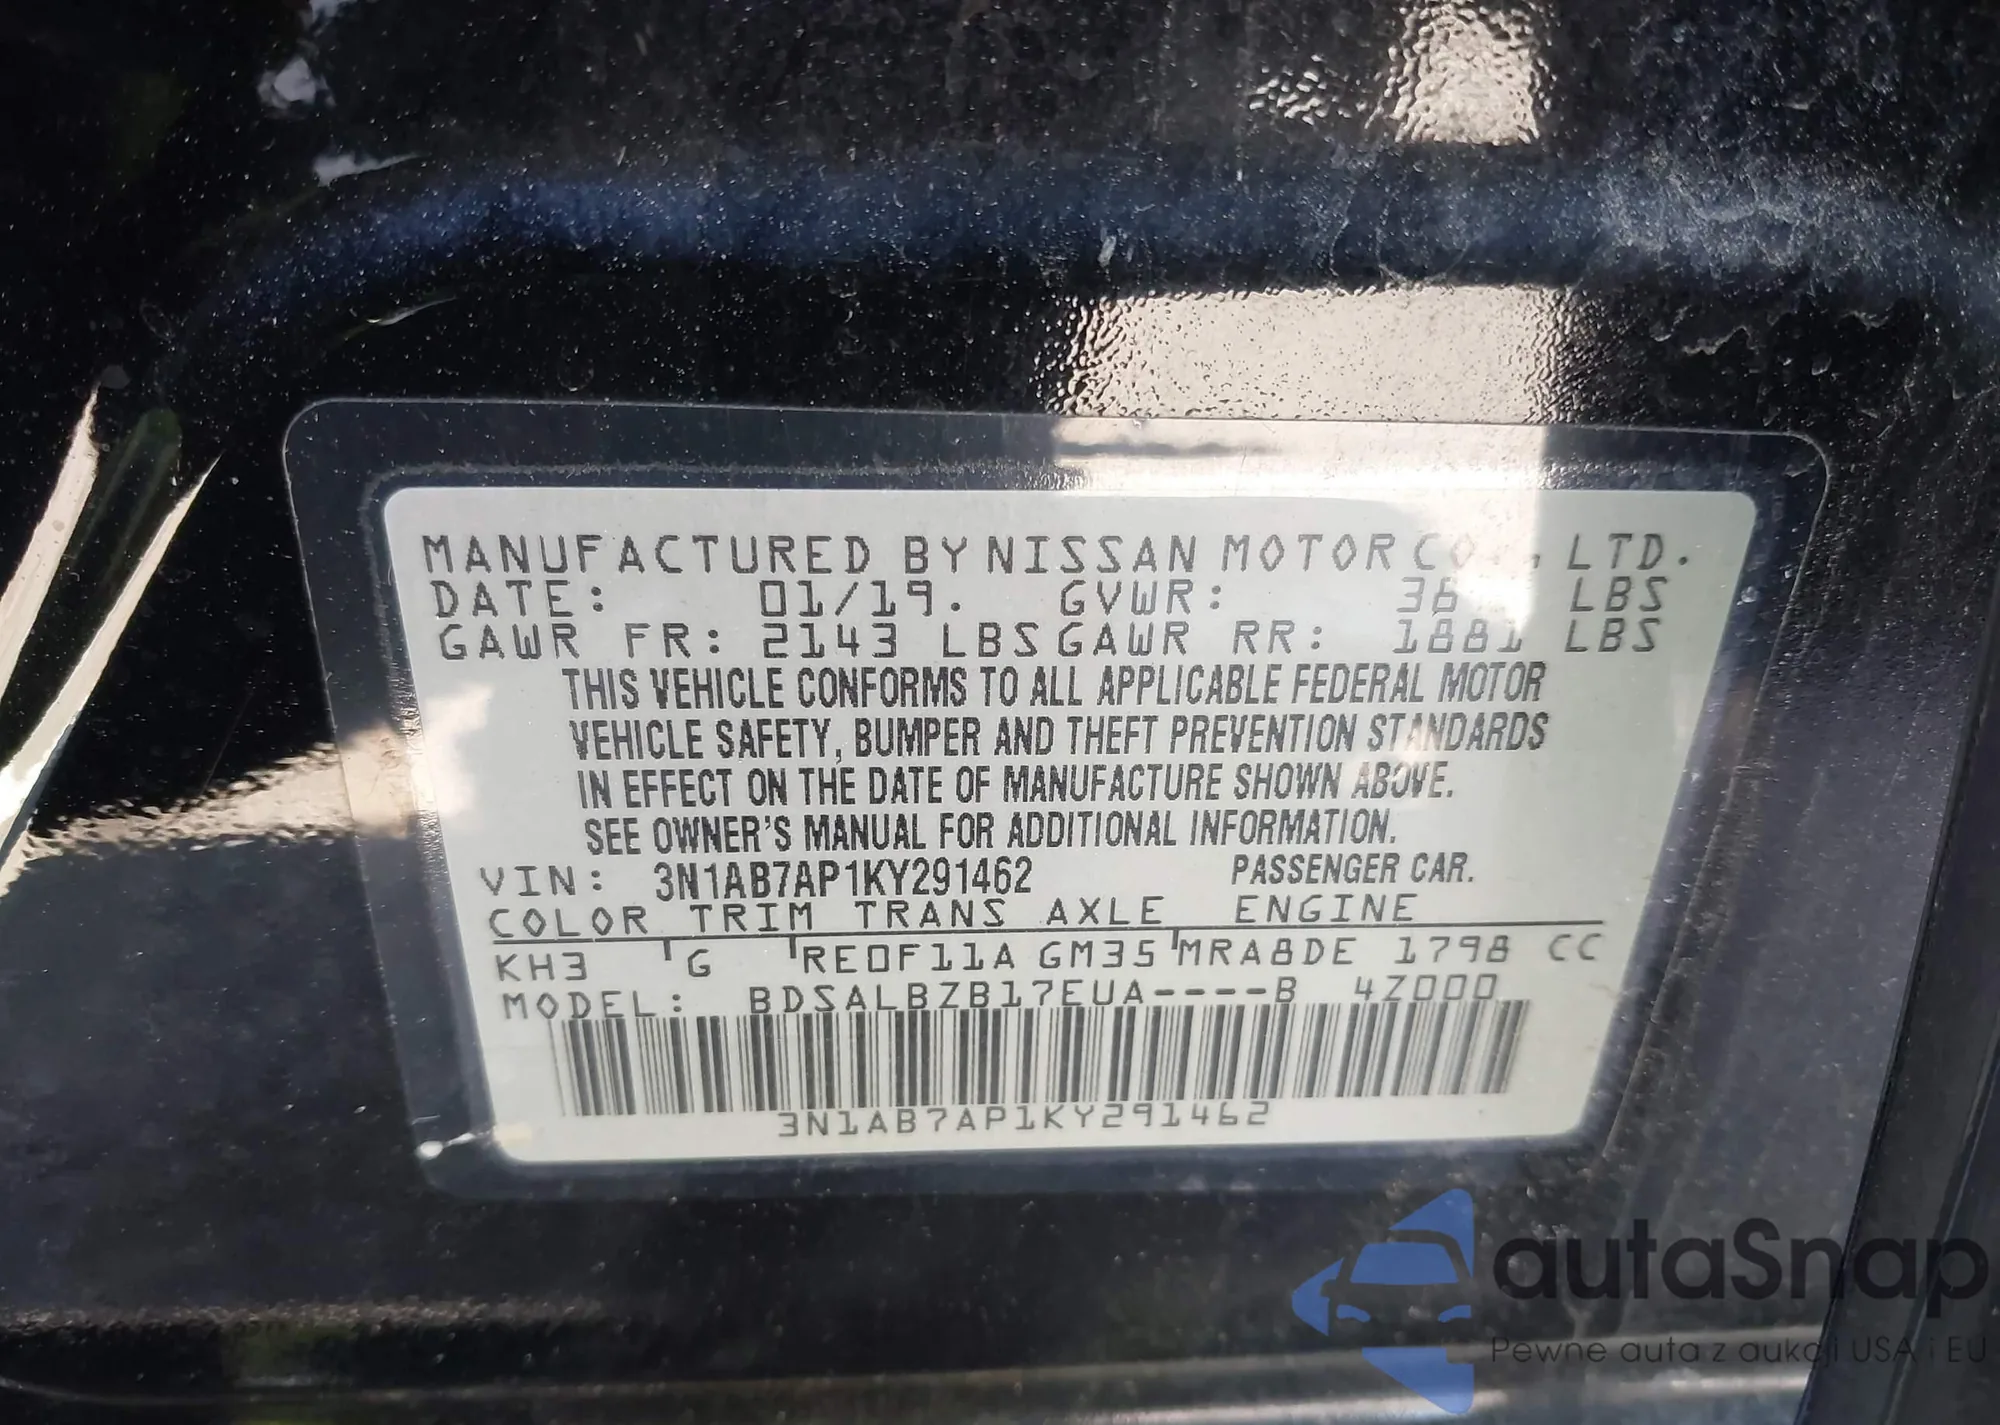 MANUFACTURED BY NISSAN MOTOR CO., LTD.
DATE: 01/19. GVWR: LBS
GAWR FR: 2143 LBS GAWR RR: 1881 LBS
THIS VEHICLE CONFORMS TO ALL APPLICABLE FEDERAL MOTOR
VEHICLE SAFETY, BUMPER AND THEFT PREVENTION STANDARDS
IN EFFECT ON THE DATE OF MANUFACTURE SHOWN ABOVE.
SEE OWNER'S MANUAL FOR ADDITIONAL INFORMATION.
VIN: 3N1AB7AP1KY291462 PASSENGER CAR.
COLOR TRIM TRANS AXLE ENGINE
KH3 G RE0F11A GM35 MRA8DE 1798 CC
MODEL: BDSALBZB17EUA----B 4Z000
3N1AB7AP1KY291462
autaSnap
Pewne auta z aukcji USA i EU